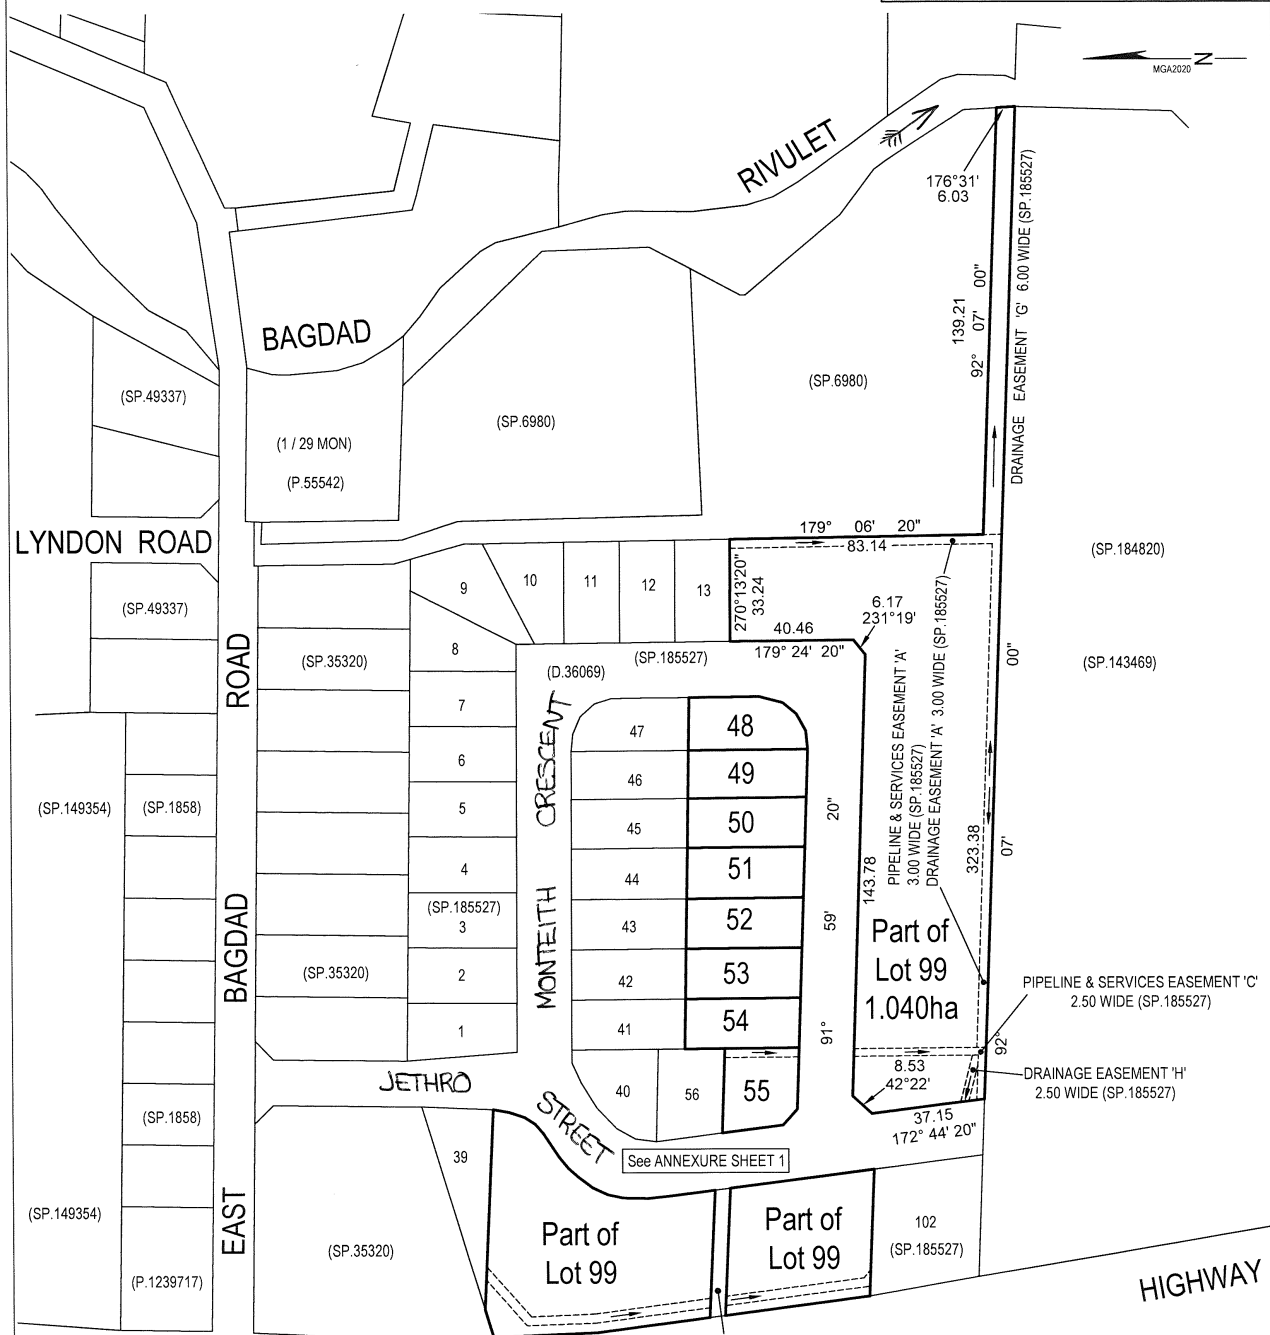 N
MGA2020
RIVULET
176°31'
6.03
DRAINAGE EASEMENT 'G' 6.00 WIDE (SP.185527)
139.21
92° 07' 00"
BAGDAD
(SP.49337)
(SP.6980)
(SP.6980)
(1 / 29 MON)
(P.55542)
LYNDON ROAD
179° 06' 20"
83.14
(SP.184820)
270°13'20"
33.24
9
10
11
12
13
(SP.49337)
6.17
231°19'
40.46
179° 24' 20"
8
(SP.35320)
(SP.185527)
(D.36069)
(SP.143469)
00"
PIPELINE & SERVICES EASEMENT 'A'
3.00 WIDE (SP.185527)
DRAINAGE EASEMENT 'A' 3.00 WIDE (SP.185527)
7
47
48
6
46
49
(SP.149354)
(SP.1858)
5
45
50
20"
323.38
07'
4
44
51
143.78
(SP.185527)
3
43
52
59'
Part of
Lot 99
1.040ha
(SP.35320)
2
42
53
PIPELINE & SERVICES EASEMENT 'C'
2.50 WIDE (SP.185527)
1
41
54
91°
92°
MONTEITH CRESCENT
EAST BAGDAD ROAD
8.53
42°22'
DRAINAGE EASEMENT 'H'
2.50 WIDE (SP.185527)
JETHRO STREET
40
56
55
37.15
172° 44' 20"
(SP.1858)
39
See ANNEXURE SHEET 1
(SP.149354)
(SP.35320)
Part of
Lot 99
Part of
Lot 99
102
(SP.185527)
(P.1239717)
HIGHWAY